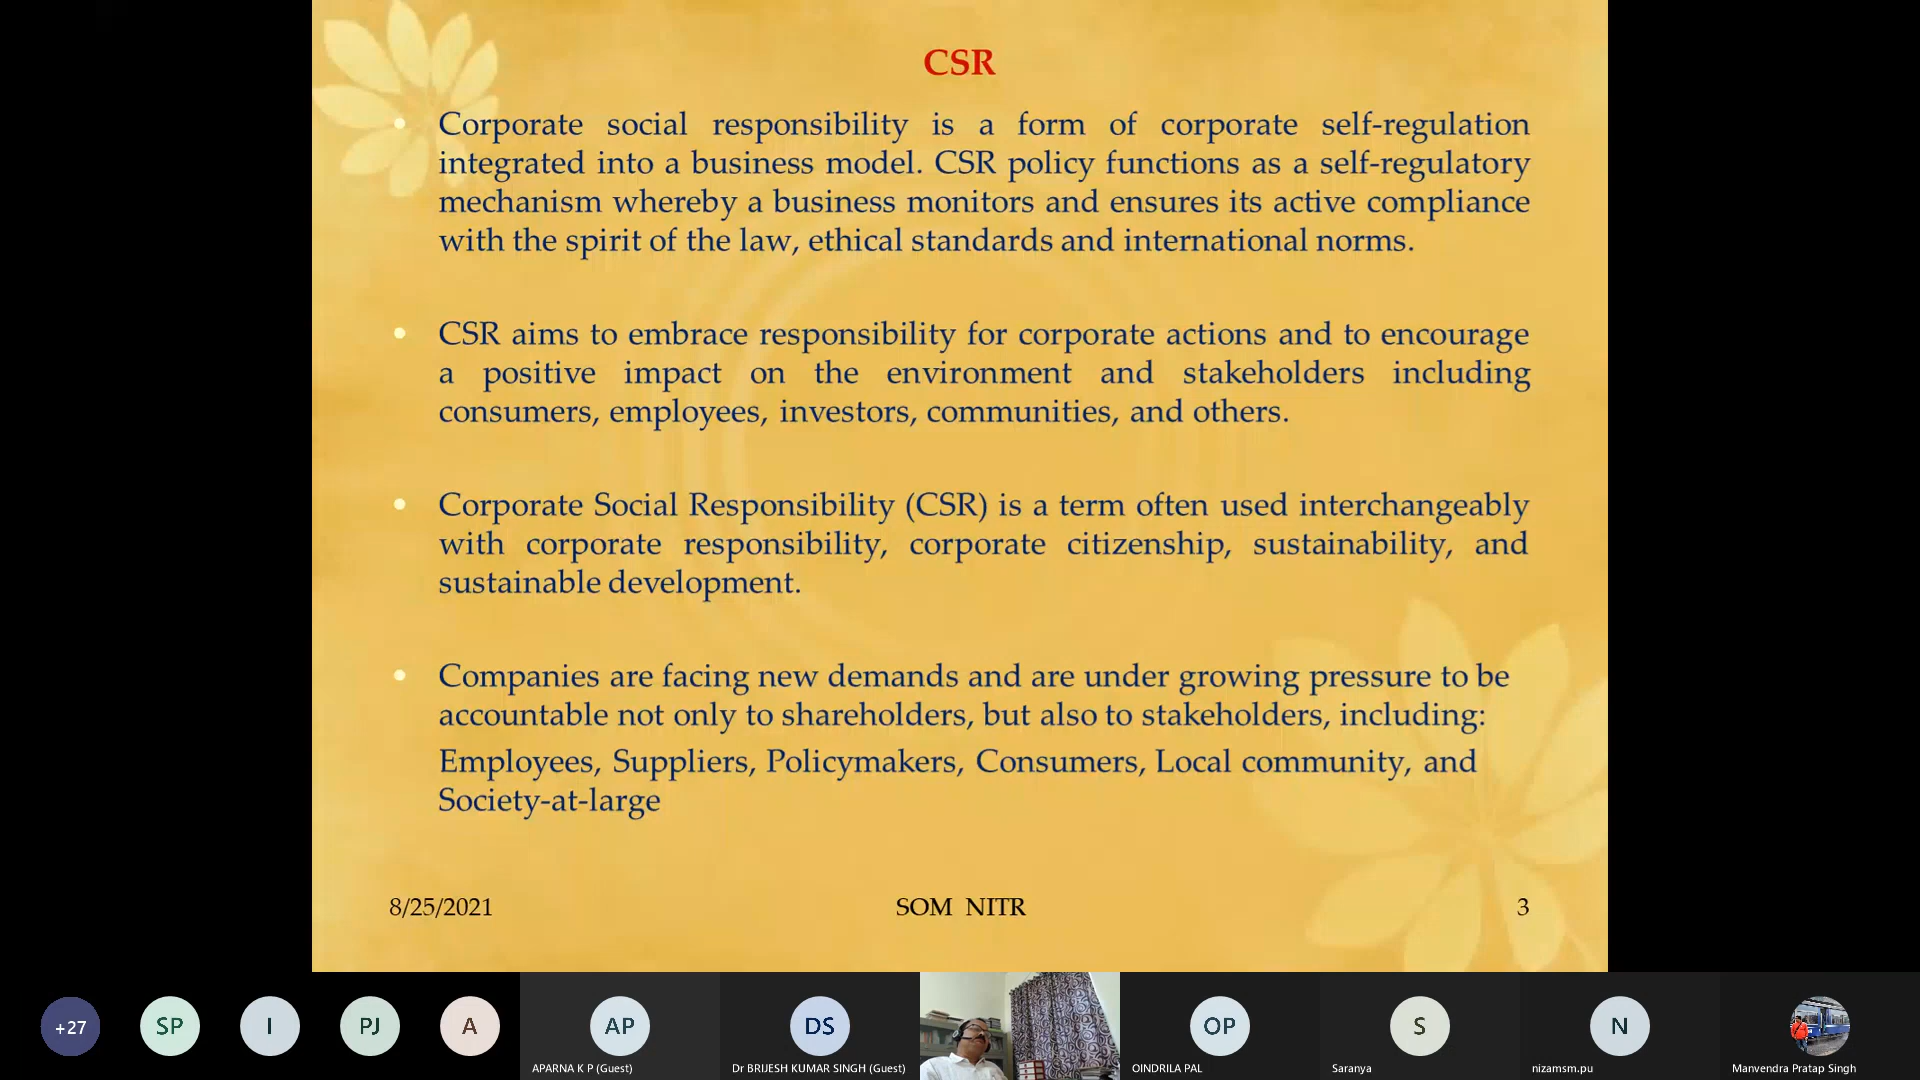 CSR
• Corporate social responsibility is a form of corporate self-regulation
integrated into a business model. CSR policy functions as a self-regulatory
mechanism whereby a business monitors and ensures its active compliance
with the spirit of the law, ethical standards and international norms.
• CSR aims to embrace responsibility for corporate actions and to encourage
a positive impact on the environment and stakeholders including
consumers, employees, investors, communities, and others.
• Corporate Social Responsibility (CSR) is a term often used interchangeably
with corporate responsibility, corporate citizenship, sustainability, and
sustainable development.
• Companies are facing new demands and are under growing pressure to be
accountable not only to shareholders, but also to stakeholders, including:
Employees, Suppliers, Policymakers, Consumers, Local community, and
Society-at-large
8/25/2021 SOM NITR 3
+27 SP I PJ A AP DS OP S N
APARNA K P (Guest) Dr BRIJESH KUMAR SINGH (Guest) OINDRILA PAL Saranya nizamsm.pu Manvendra Pratap Singh